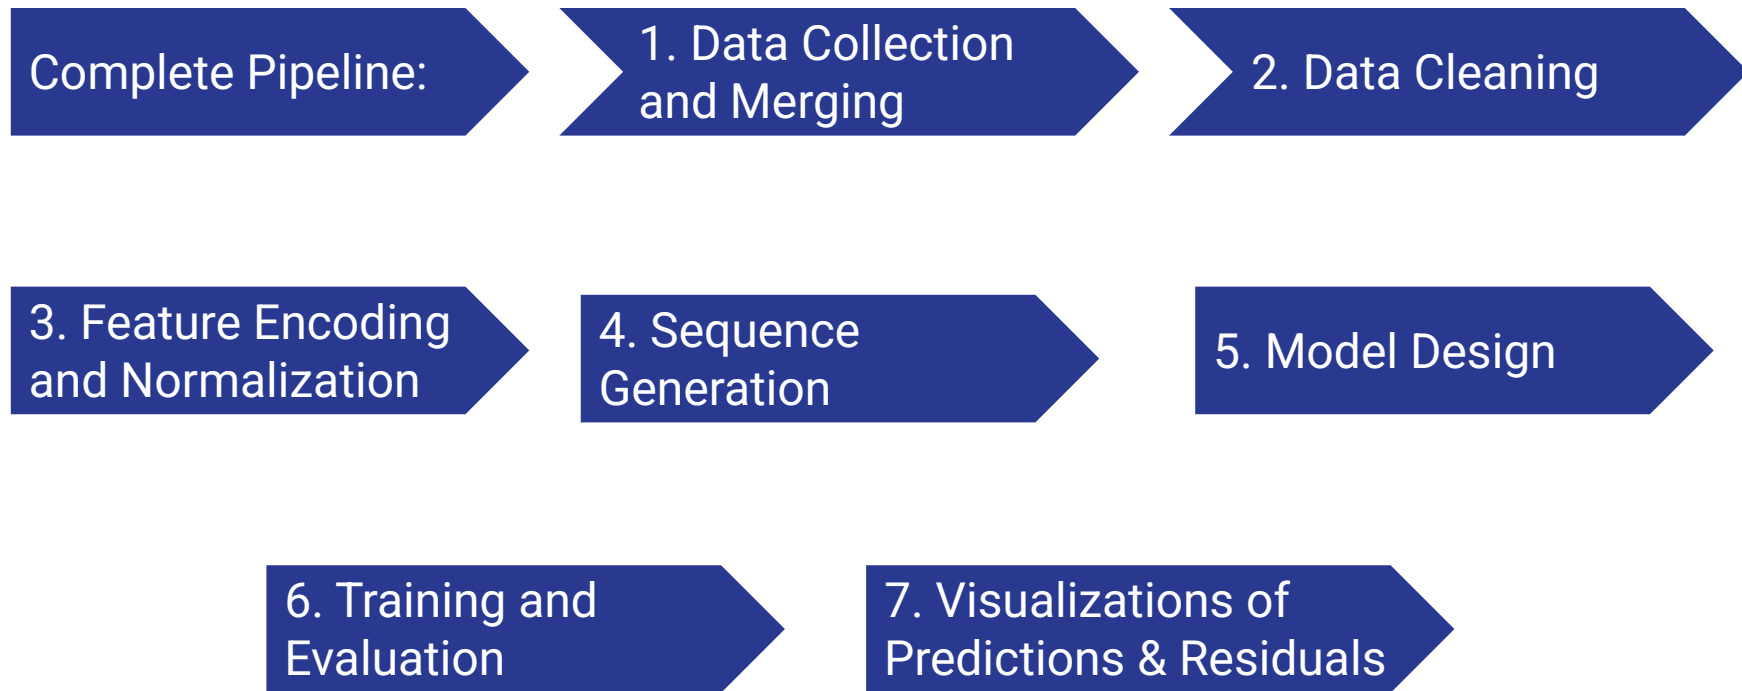 Complete Pipeline:
1. Data Collection
and Merging
2. Data Cleaning
3. Feature Encoding
and Normalization
4. Sequence
Generation
5. Model Design
6. Training and
Evaluation
7. Visualizations of
Predictions & Residuals